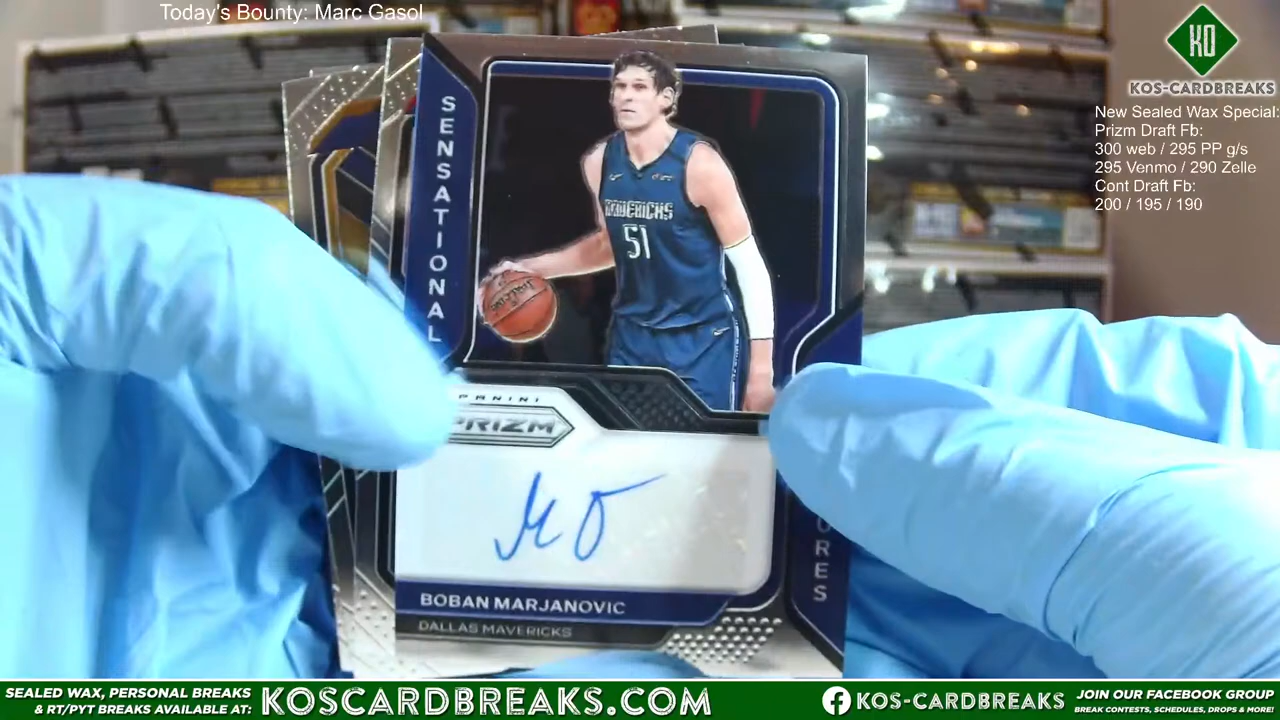 Today's Bounty: Marc Gasol
KO
KOS-CARDBREAKS
New Sealed Wax Special:
Prizm Draft Fb:
300 web / 295 PP g/s
295 Venmo / 290 Zelle
Cont Draft Fb:
200 / 195 / 190
SENSATIONAL
MAVERICKS
51
PANINI
PRIZM
URES
BOBAN MARJANOVIC
DALLAS MAVERICKS
SEALED WAX, PERSONAL BREAKS
& RT/PYT BREAKS AVAILABLE AT:
KOSCARDBREAKS.COM
KOS-CARDBREAKS
JOIN OUR FACEBOOK GROUP
BREAK CONTESTS, SCHEDULES, DROPS & MORE!